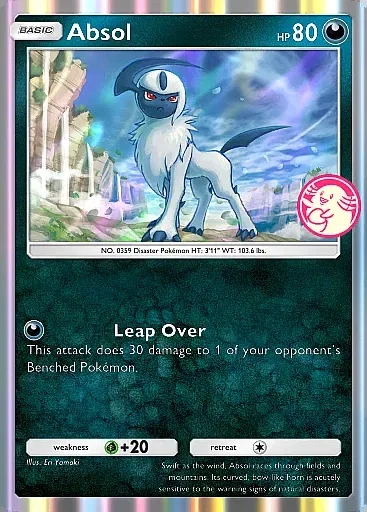 BASIC
Absol
HP 80
NO. 0359 Disaster Pokémon HT: 3'11" WT: 103.6 lbs.
Leap Over
This attack does 30 damage to 1 of your opponent's
Benched Pokémon.
weakness +20
retreat
Illus. Eri Yamaki
Swift as the wind, Absol races through fields and
mountains. Its curved, bow-like horn is acutely
sensitive to the warning signs of natural disasters.